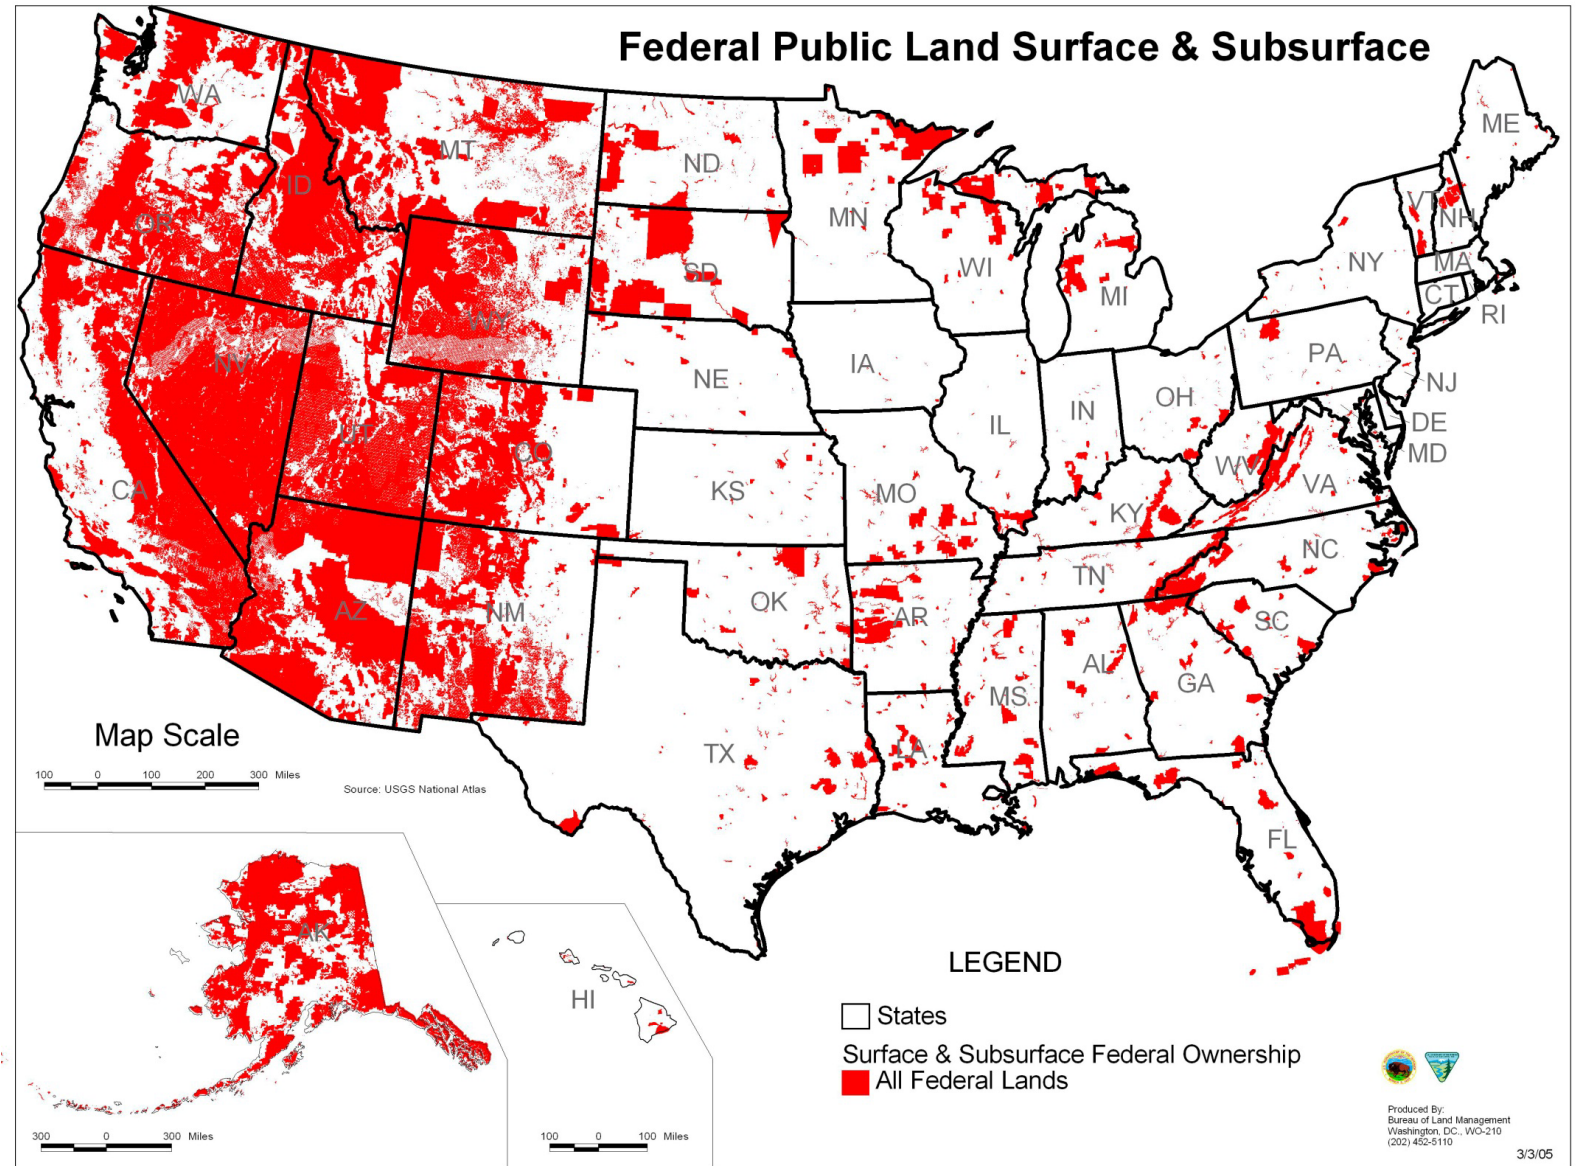 Federal Public Land Surface & Subsurface
WA
MT
ND
MN
ME
ID
OR
SD
WI
MI
NY
VT
NH
MA
CT
RI
WY
NV
NE
IA
PA
NJ
UT
CO
CA
KS
MO
IL
IN
OH
DE
MD
WV
VA
KY
AZ
NM
OK
AR
TN
NC
SC
TX
LA
MS
AL
GA
FL
Map Scale
100 0 100 200 300 Miles
Source: USGS National Atlas
AK
300 0 300 Miles
HI
100 0 100 Miles
LEGEND
States
Surface & Subsurface Federal Ownership
All Federal Lands
Produced By:
Bureau of Land Management
Washington, DC., WO-210
(202) 452-5110
3/3/05